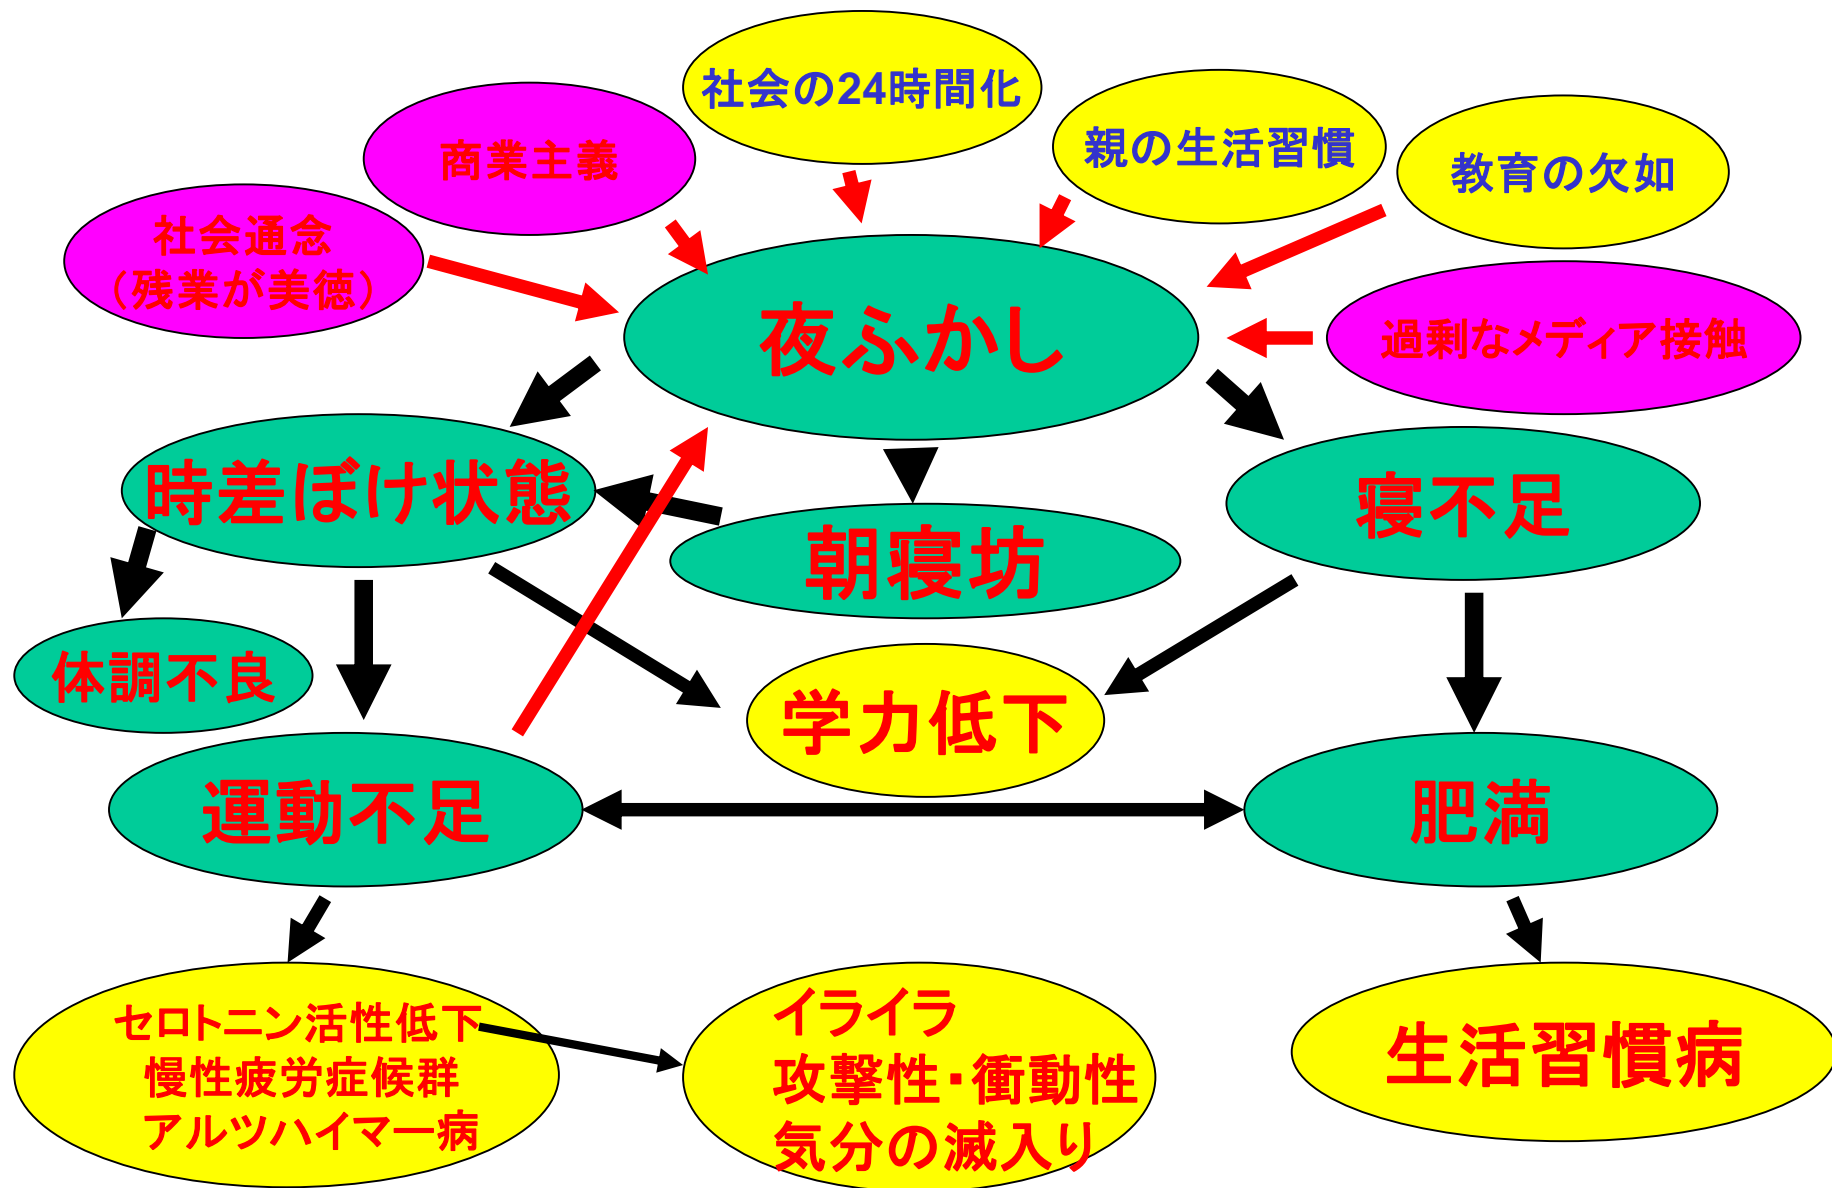 社会の24時間化
親の生活習慣
教育の欠如
商業主義
社会通念
（残業が美徳）
夜ふかし
過剰なメディア接触
時差ぼけ状態
朝寝坊
寝不足
体調不良
学力低下
運動不足
肥満
セロトニン活性低下
慢性疲労症候群
アルツハイマー病
イライラ
攻撃性・衝動性
気分の滅入り
生活習慣病